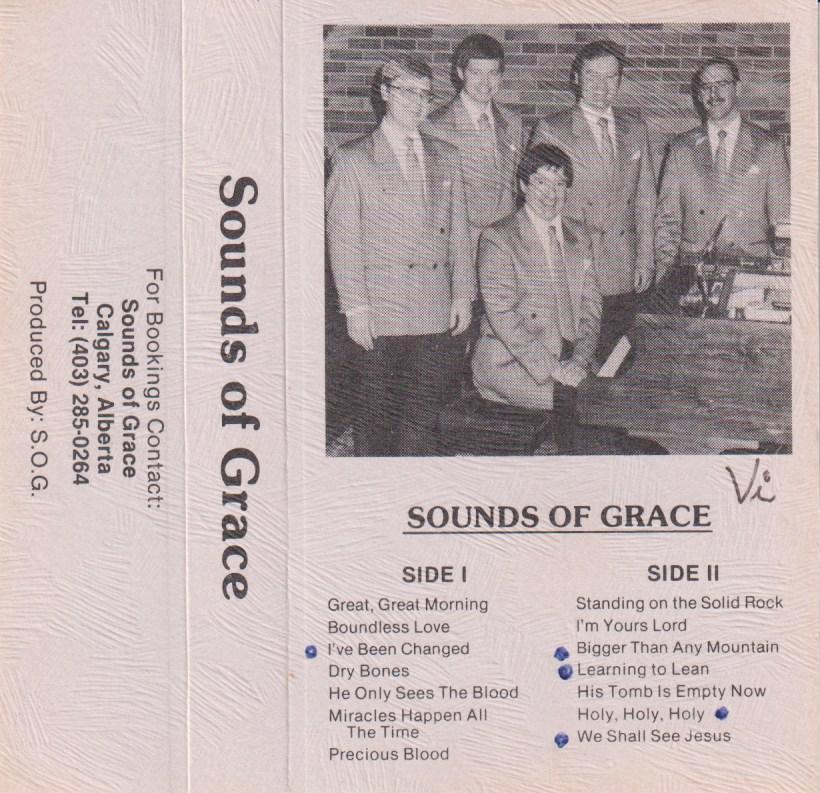 For Bookings Contact:
Sounds of Grace
Calgary, Alberta
Tel: (403) 285-0264
Produced By: S.O.G.
Sounds of Grace
Vi
SOUNDS OF GRACE
SIDE I
Great, Great Morning
Boundless Love
I've Been Changed
Dry Bones
He Only Sees The Blood
Miracles Happen All
The Time
Precious Blood
SIDE II
Standing on the Solid Rock
I'm Yours Lord
Bigger Than Any Mountain
Learning to Lean
His Tomb Is Empty Now
Holy, Holy, Holy
We Shall See Jesus